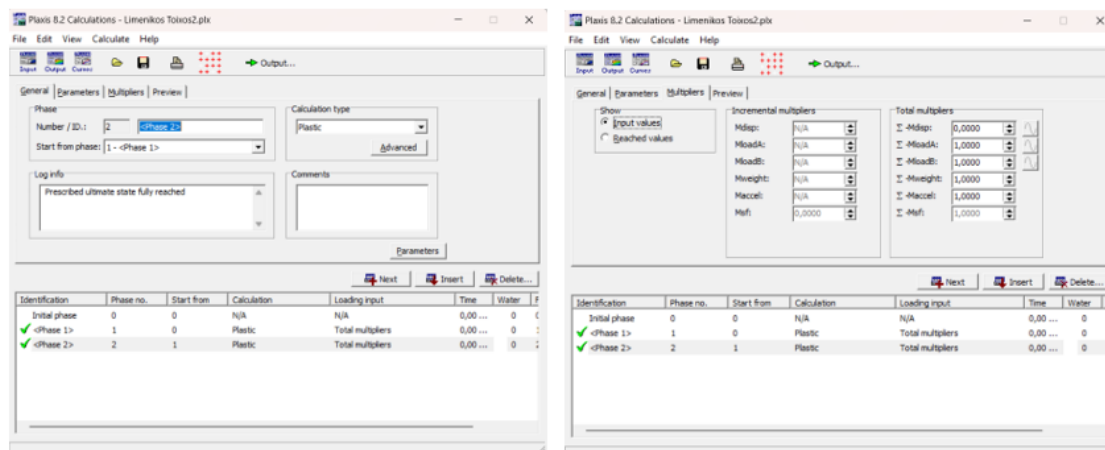 Plaxis 8.2 Calculations - Limenikos Toixos2.plx
File Edit View Calculate Help
Input Output Curves Output...
General Parameters Multipliers Preview
Phase
Number / ID.: 2 <Phase 2>
Start from phase: 1 - <Phase 1>
Calculation type
Plastic
Advanced
Log info
Prescribed ultimate state fully reached
Comments
Parameters
Next Insert Delete...
Identification Phase no. Start from Calculation Loading input Time Water
Initial phase 0 0 N/A N/A 0,00 ... 0
<Phase 1> 1 0 Plastic Total multipliers 0,00 ... 0
<Phase 2> 2 1 Plastic Total multipliers 0,00 ... 0
Plaxis 8.2 Calculations - Limenikos Toixos2.plx
File Edit View Calculate Help
Input Output Curves Output...
General Parameters Multipliers Preview
Show
Input values
Reached values
Incremental multipliers
Mdisp: N/A
MloadA: N/A
MloadB: N/A
Mweight: N/A
Maccel: N/A
Msf: 0,0000
Total multipliers
Σ -Mdisp: 0,0000
Σ -MloadA: 1,0000
Σ -MloadB: 1,0000
Σ -Mweight: 1,0000
Σ -Maccel: 1,0000
Σ -Msf: 1,0000
Next Insert Delete...
Identification Phase no. Start from Calculation Loading input Time Water
Initial phase 0 0 N/A N/A 0,00 ... 0
<Phase 1> 1 0 Plastic Total multipliers 0,00 ... 0
<Phase 2> 2 1 Plastic Total multipliers 0,00 ... 0